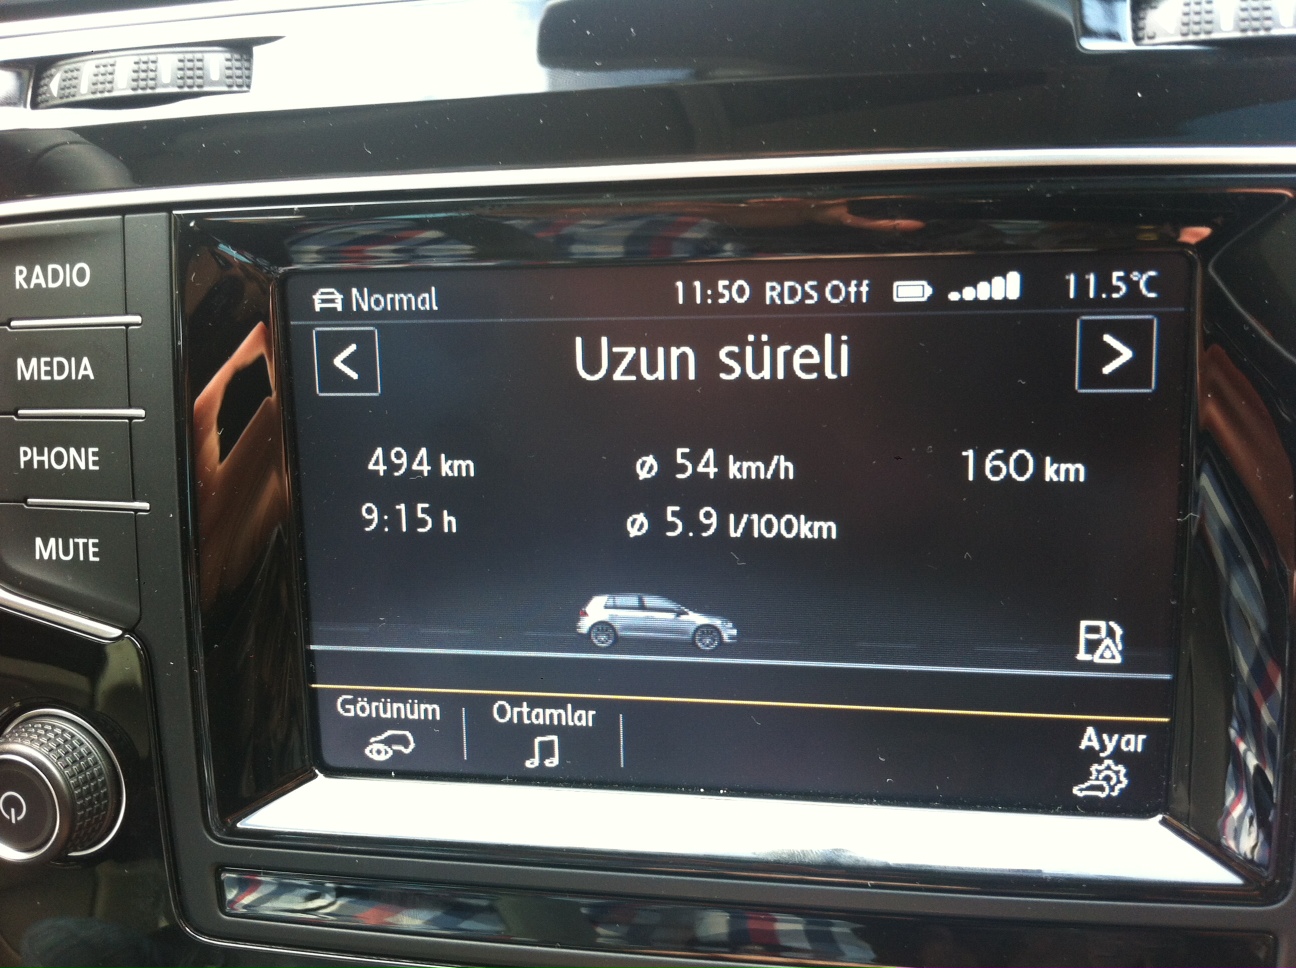 RADIO
MEDIA
PHONE
MUTE
Normal 11:50 RDS Off 11.5°C
< Uzun süreli >
494 km ø 54 km/h 160 km
9:15 h ø 5.9 l/100km
Görünüm Ortamlar
Ayar